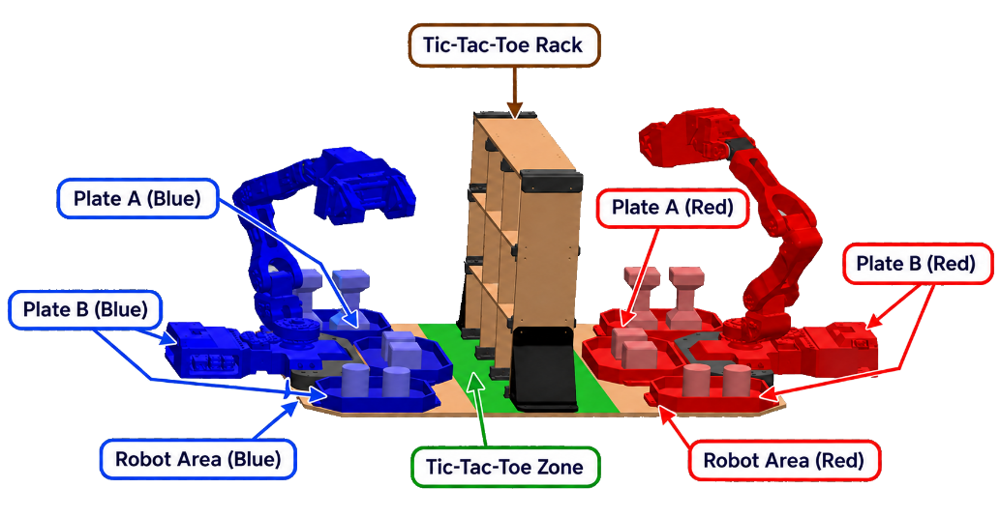 Tic-Tac-Toe Rack
Plate A (Blue)
Plate A (Red)
Plate B (Red)
Plate B (Blue)
Robot Area (Blue)
Tic-Tac-Toe Zone
Robot Area (Red)